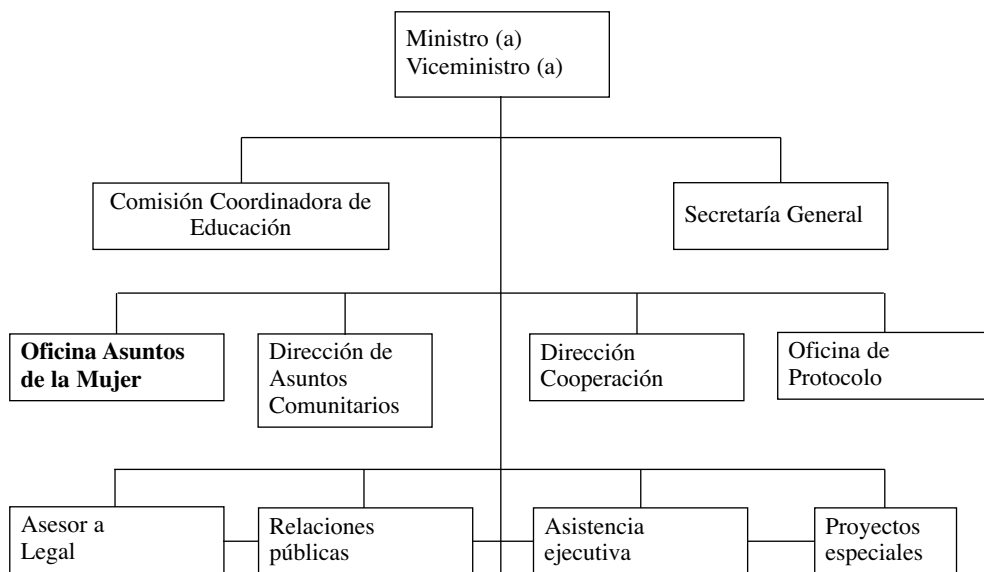 Ministro (a)
Viceministro (a)
Comisión Coordinadora de
Educación
Secretaría General
Oficina Asuntos
de la Mujer
Dirección de
Asuntos
Comunitarios
Dirección
Cooperación
Oficina de
Protocolo
Asesor a
Legal
Relaciones
públicas
Asistencia
ejecutiva
Proyectos
especiales